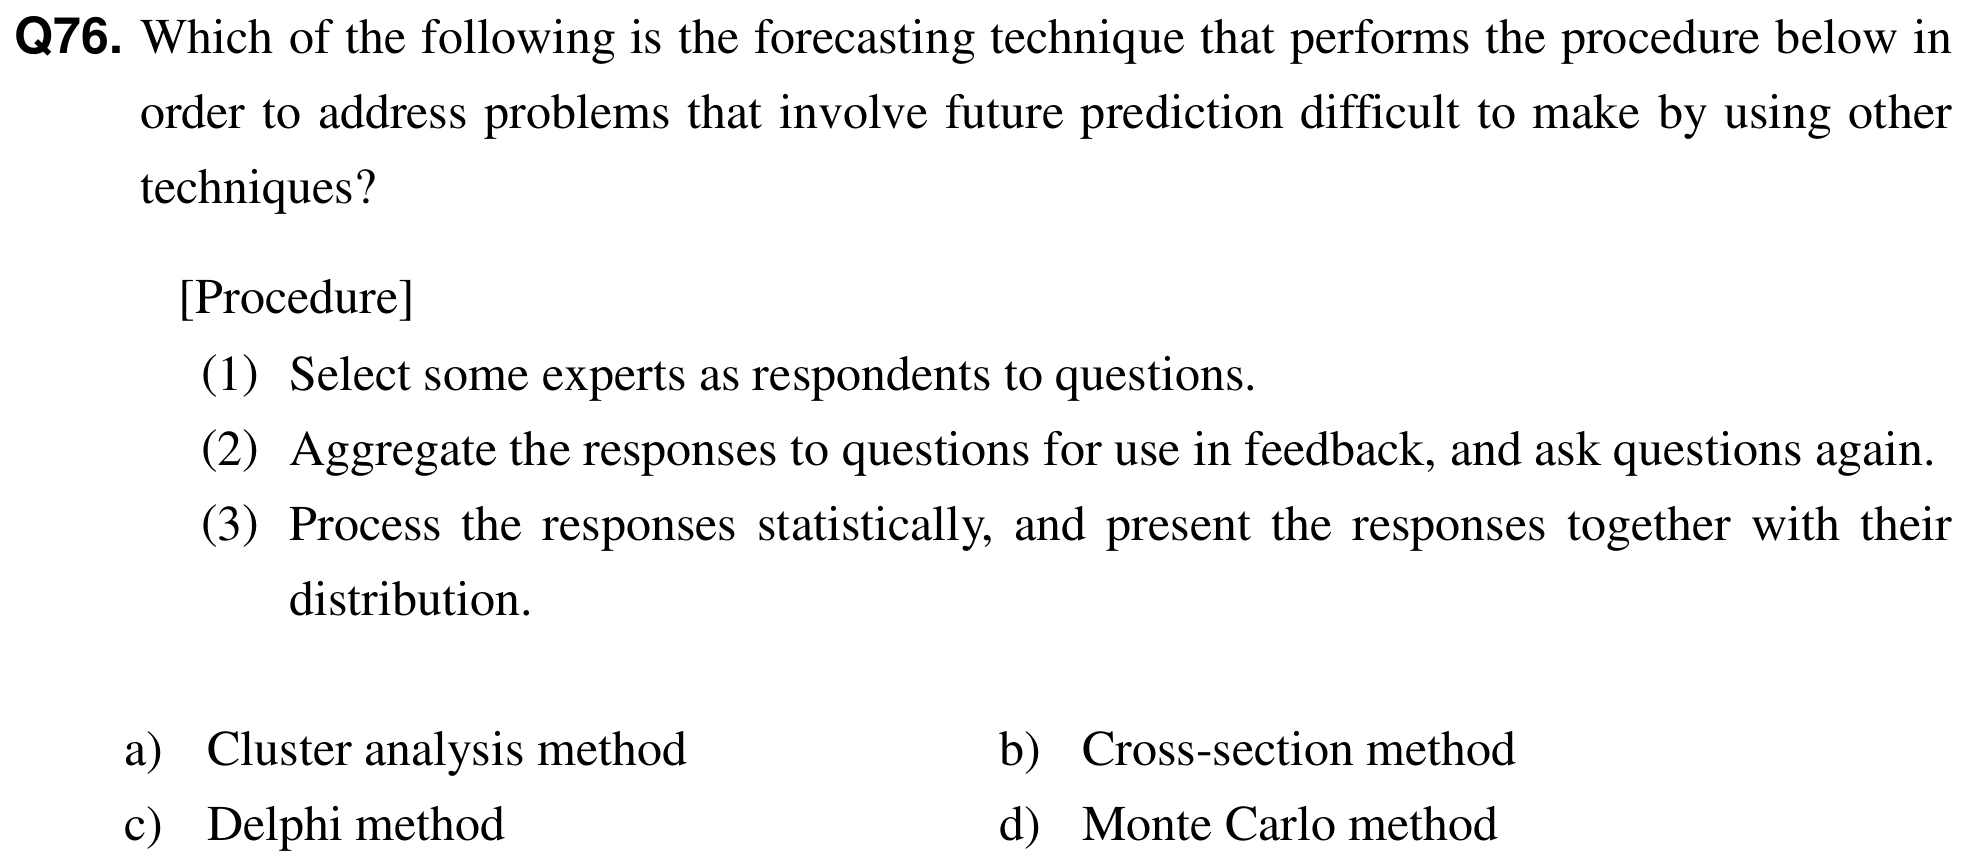 Q76. Which of the following is the forecasting technique that performs the procedure below in
order to address problems that involve future prediction difficult to make by using other
techniques?
[Procedure]
(1) Select some experts as respondents to questions.
(2) Aggregate the responses to questions for use in feedback, and ask questions again.
(3) Process the responses statistically, and present the responses together with their
distribution.
a) Cluster analysis method b) Cross-section method
c) Delphi method d) Monte Carlo method